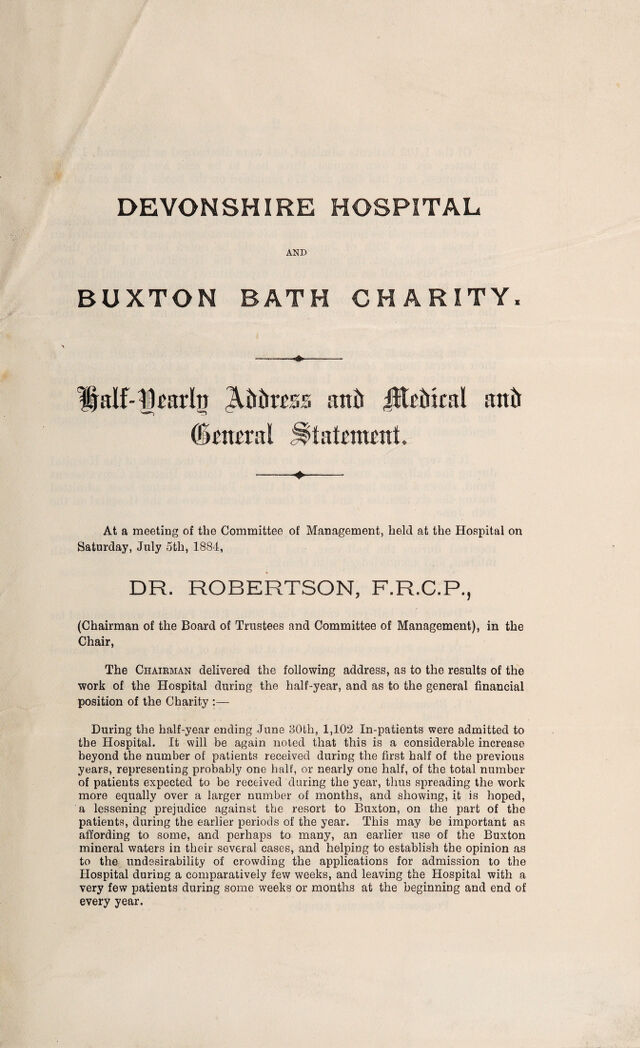 DEVONSHIRE HOSPITAL
AND
BUXTON BATH CHARITY.
Half-Yearly Address and Medical and
General Statement.
At a meeting of the Committee of Management, held at the Hospital on
Saturday, July 5th, 1884,
DR. ROBERTSON, F.R.C.P.,
(Chairman of the Board of Trustees and Committee of Management), in the
Chair,
The CHAIRMAN delivered the following address, as to the results of the
work of the Hospital during the half-year, and as to the general financial
position of the Charity :—
During the half-year ending June 30th, 1,102 In-patients were admitted to
the Hospital. It will be again noted that this is a considerable increase
beyond the number of patients received during the first half of the previous
years, representing probably one half, or nearly one half, of the total number
of patients expected to be received during the year, thus spreading the work
more equally over a larger number of months, and showing, it is hoped,
a lessening prejudice against the resort to Buxton, on the part of the
patients, during the earlier periods of the year. This may be important as
affording to some, and perhaps to many, an earlier use of the Buxton
mineral waters in their several cases, and helping to establish the opinion as
to the undesirability of crowding the applications for admission to the
Hospital during a comparatively few weeks, and leaving the Hospital with a
very few patients during some weeks or months at the beginning and end of
every year.